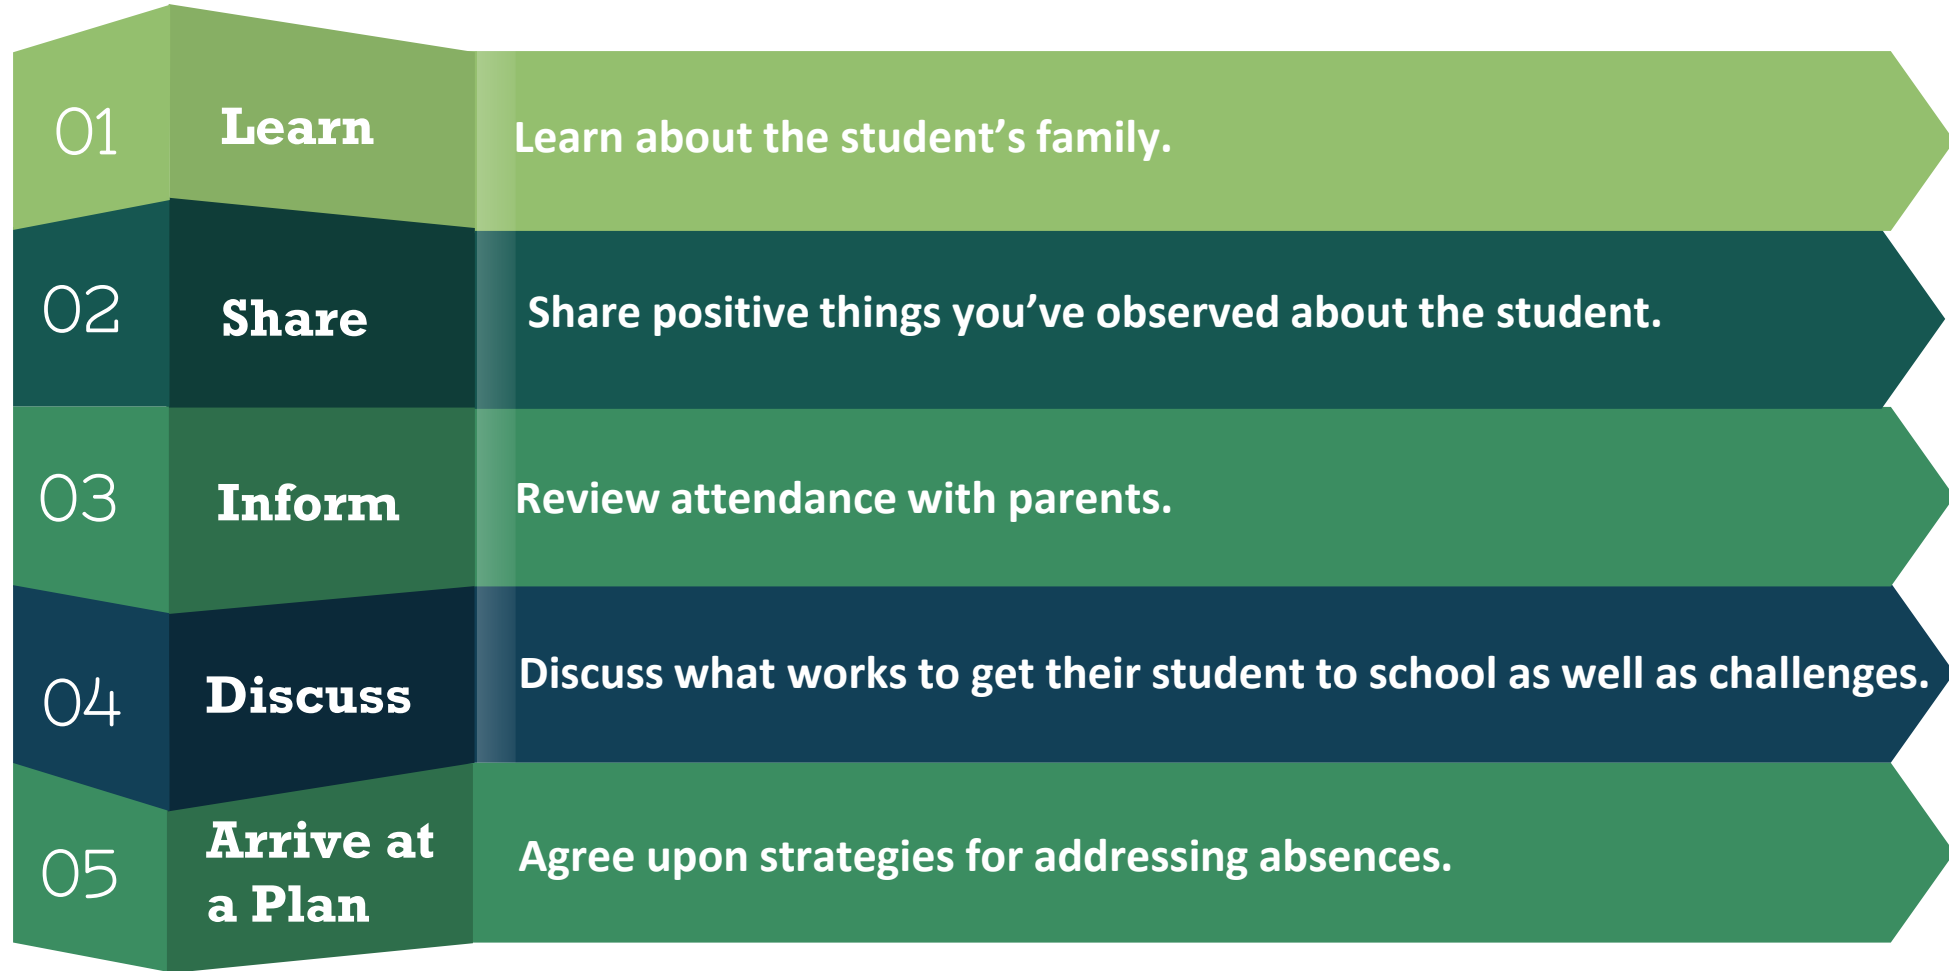 01
Learn
Learn about the student’s family.
02
Share
Share positive things you’ve observed about the student.
03
Inform
Review attendance with parents.
04
Discuss
Discuss what works to get their student to school as well as challenges.
05
Arrive at
a Plan
Agree upon strategies for addressing absences.